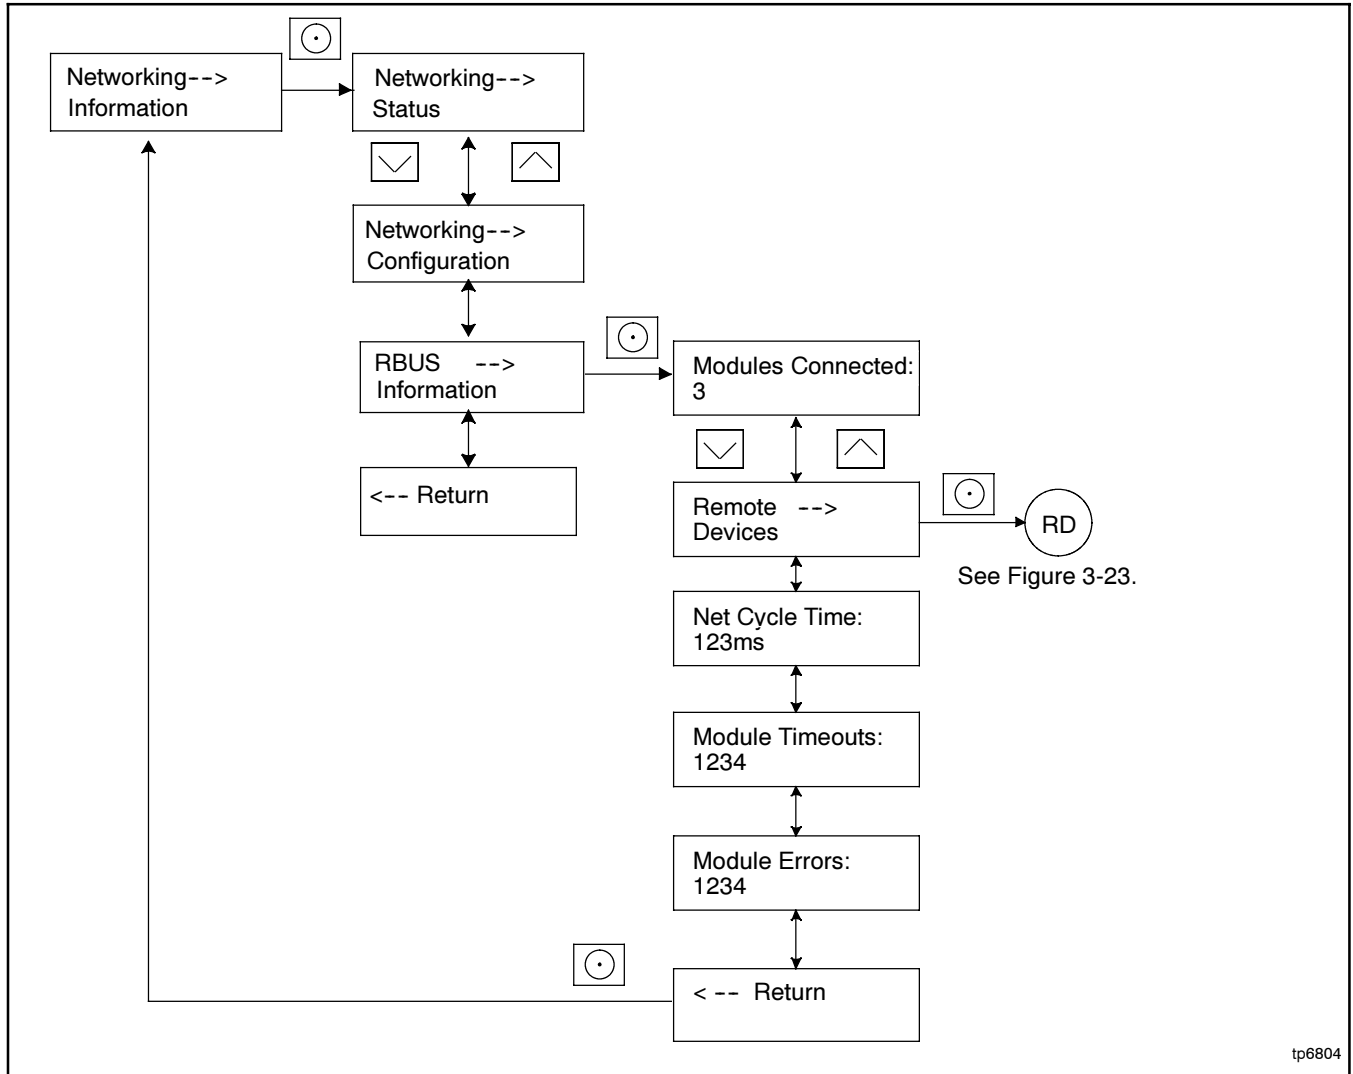 Networking-->
Information
Networking-->
Status
Networking-->
Configuration
RBUS -->
Information
<-- Return
Modules Connected:
3
Remote -->
Devices
RD
See Figure 3-23.
Net Cycle Time:
123ms
Module Timeouts:
1234
Module Errors:
1234
< -- Return
tp6804